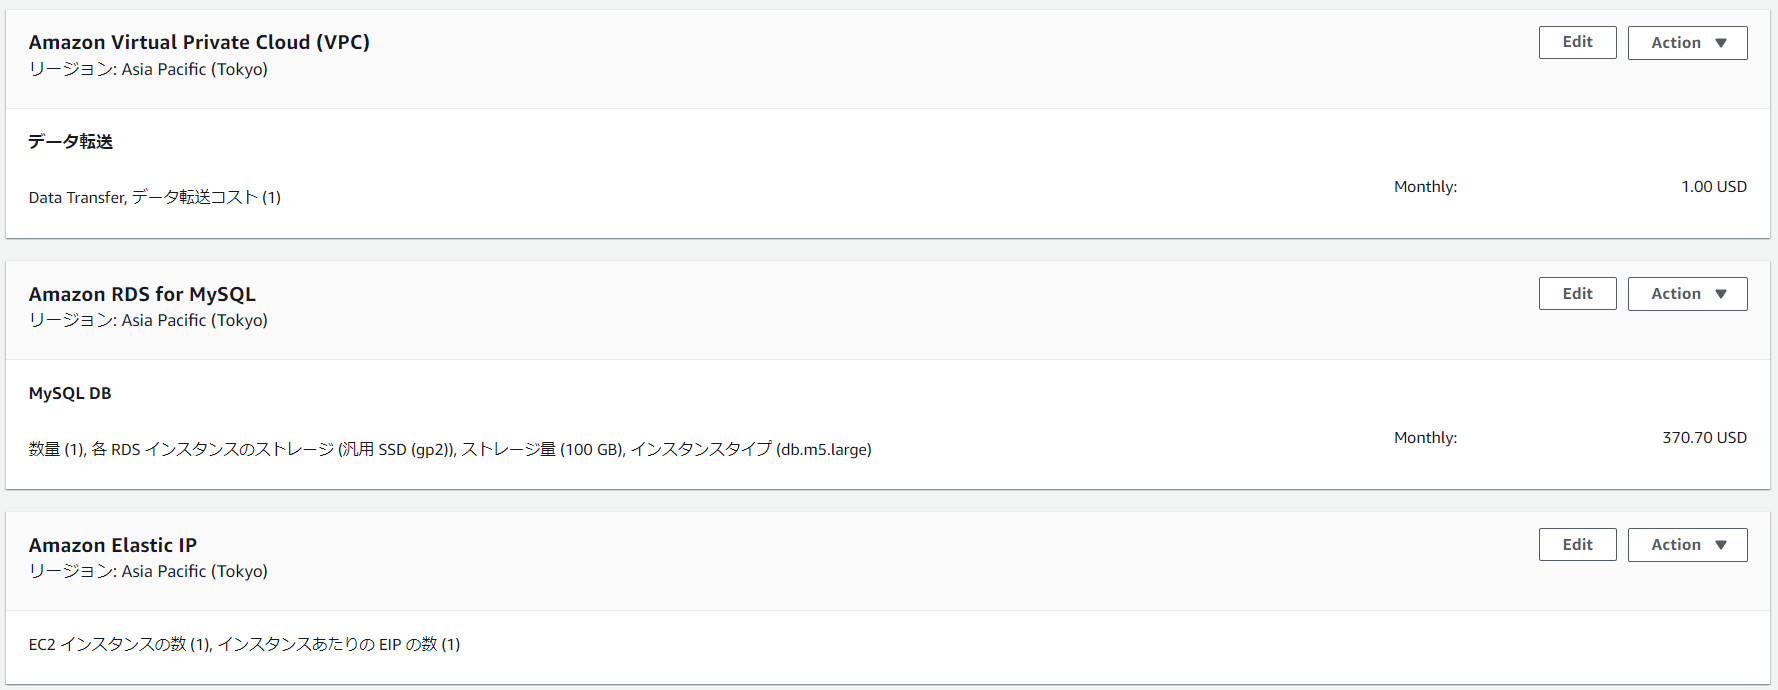 Amazon Virtual Private Cloud (VPC)
Edit
Action
リージョン: Asia Pacific (Tokyo)
データ転送
Data Transfer, データ転送コスト (1)
Monthly:
1.00 USD
Amazon RDS for MySQL
Edit
Action
リージョン: Asia Pacific (Tokyo)
MySQL DB
数量 (1), 各 RDS インスタンスのストレージ (汎用 SSD (gp2)), ストレージ量 (100 GB), インスタンスタイプ (db.m5.large)
Monthly:
370.70 USD
Amazon Elastic IP
Edit
Action
リージョン: Asia Pacific (Tokyo)
EC2 インスタンスの数 (1), インスタンスあたりの EIP の数 (1)